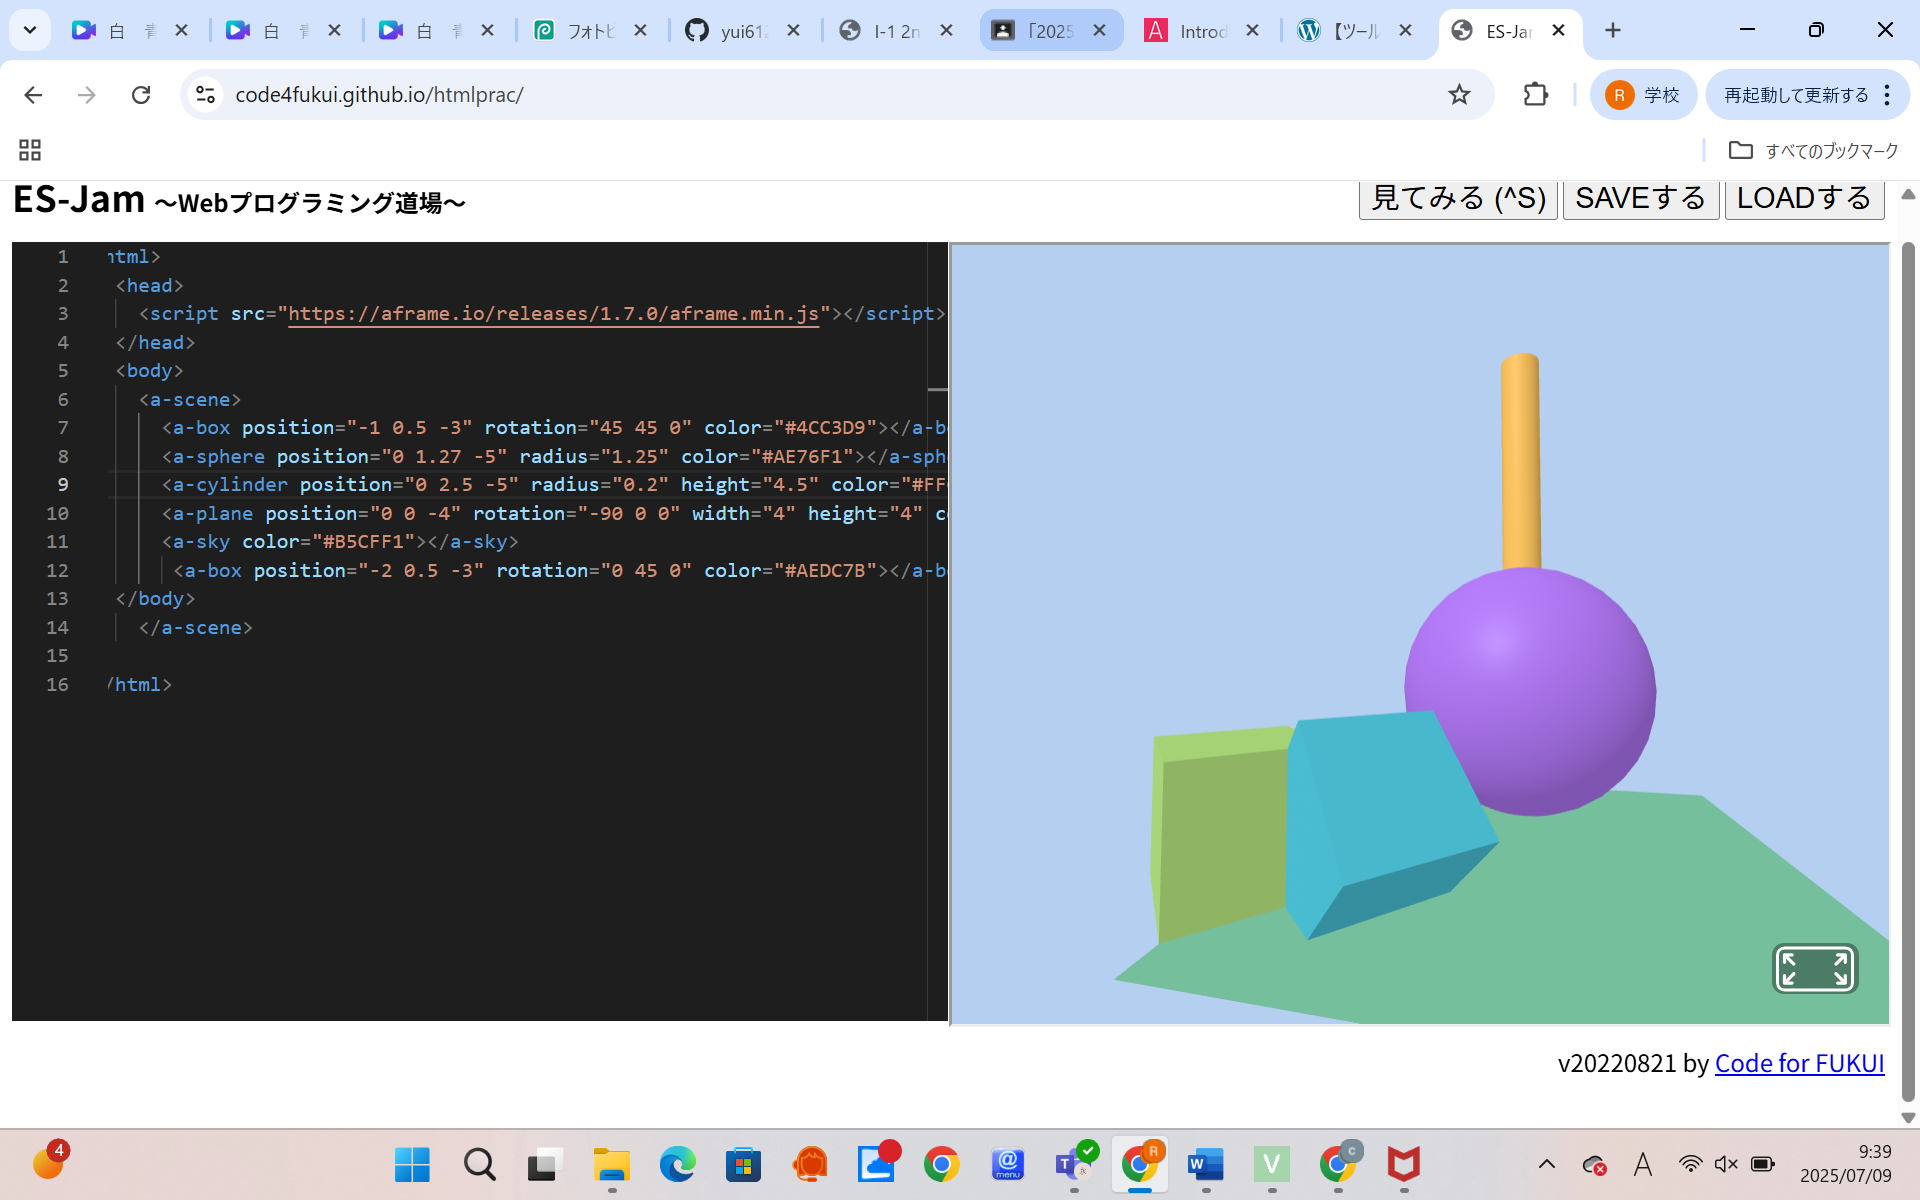 フォトヒ
yui61
I-1 2n
「2025
Introd
【ツール
ES-Jar
code4fukui.github.io/htmlprac/
R 学校
再起動して更新する
すべてのブックマーク
ES-Jam ～Webプログラミング道場～
見てみる (^S)
SAVEする
LOADする
1 html>
2 <head>
3 <script src="https://aframe.io/releases/1.7.0/aframe.min.js"></script>
4 </head>
5 <body>
6 <a-scene>
7 <a-box position="-1 0.5 -3" rotation="45 45 0" color="#4CC3D9"></a-b
8 <a-sphere position="0 1.27 -5" radius="1.25" color="#AE76F1"></a-sph
9 <a-cylinder position="0 2.5 -5" radius="0.2" height="4.5" color="#FF
10 <a-plane position="0 0 -4" rotation="-90 0 0" width="4" height="4" c
11 <a-sky color="#B5CFF1"></a-sky>
12 <a-box position="-2 0.5 -3" rotation="0 45 0" color="#AEDC7B"></a-b
13 </body>
14 </a-scene>
15
16 /html>
v20220821 by Code for FUKUI
4
@
menu
T
R
W
V
C
A
9:39
2025/07/09